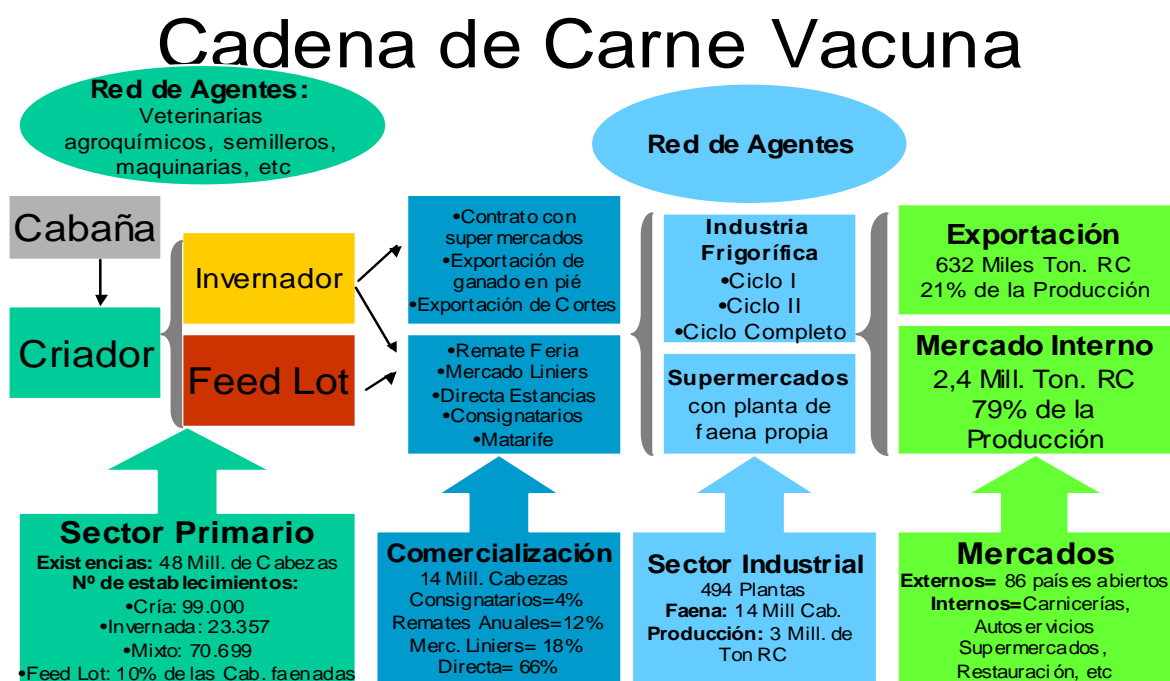 Cadena de Carne Vacuna
Red de Agentes:
Veterinarias
agroquímicos, semilleros,
maquinarias, etc
Red de Agentes
Cabaña
Criador
Invernador
Feed Lot
•Contrato con
supermercados
•Exportación de
ganado en pié
•Exportación de Cortes
•Remate Feria
•Mercado Liniers
•Directa Estancias
•Consignatarios
•Matarife
Industria
Frigorífica
•Ciclo I
•Ciclo II
•Ciclo Completo
Supermercados
con planta de
faena propia
Exportación
632 Miles Ton. RC
21% de la Producción
Mercado Interno
2,4 Mill. Ton. RC
79% de la
Producción
Sector Primario
Existencias: 48 Mill. de Cabezas
Nº de establecimientos:
•Cría: 99.000
•Invernada: 23.357
•Mixto: 70.699
•Feed Lot: 10% de las Cab. faenadas
Comercialización
14 Mill. Cabezas
Consignatarios=4%
Remates Anuales=12%
Merc. Liniers= 18%
Directa= 66%
Sector Industrial
494 Plantas
Faena: 14 Mill Cab.
Producción: 3 Mill. de
Ton RC
Mercados
Externos= 86 países abiertos
Internos=Carnicerías,
Autoservicios
Supermercados,
Restauración, etc